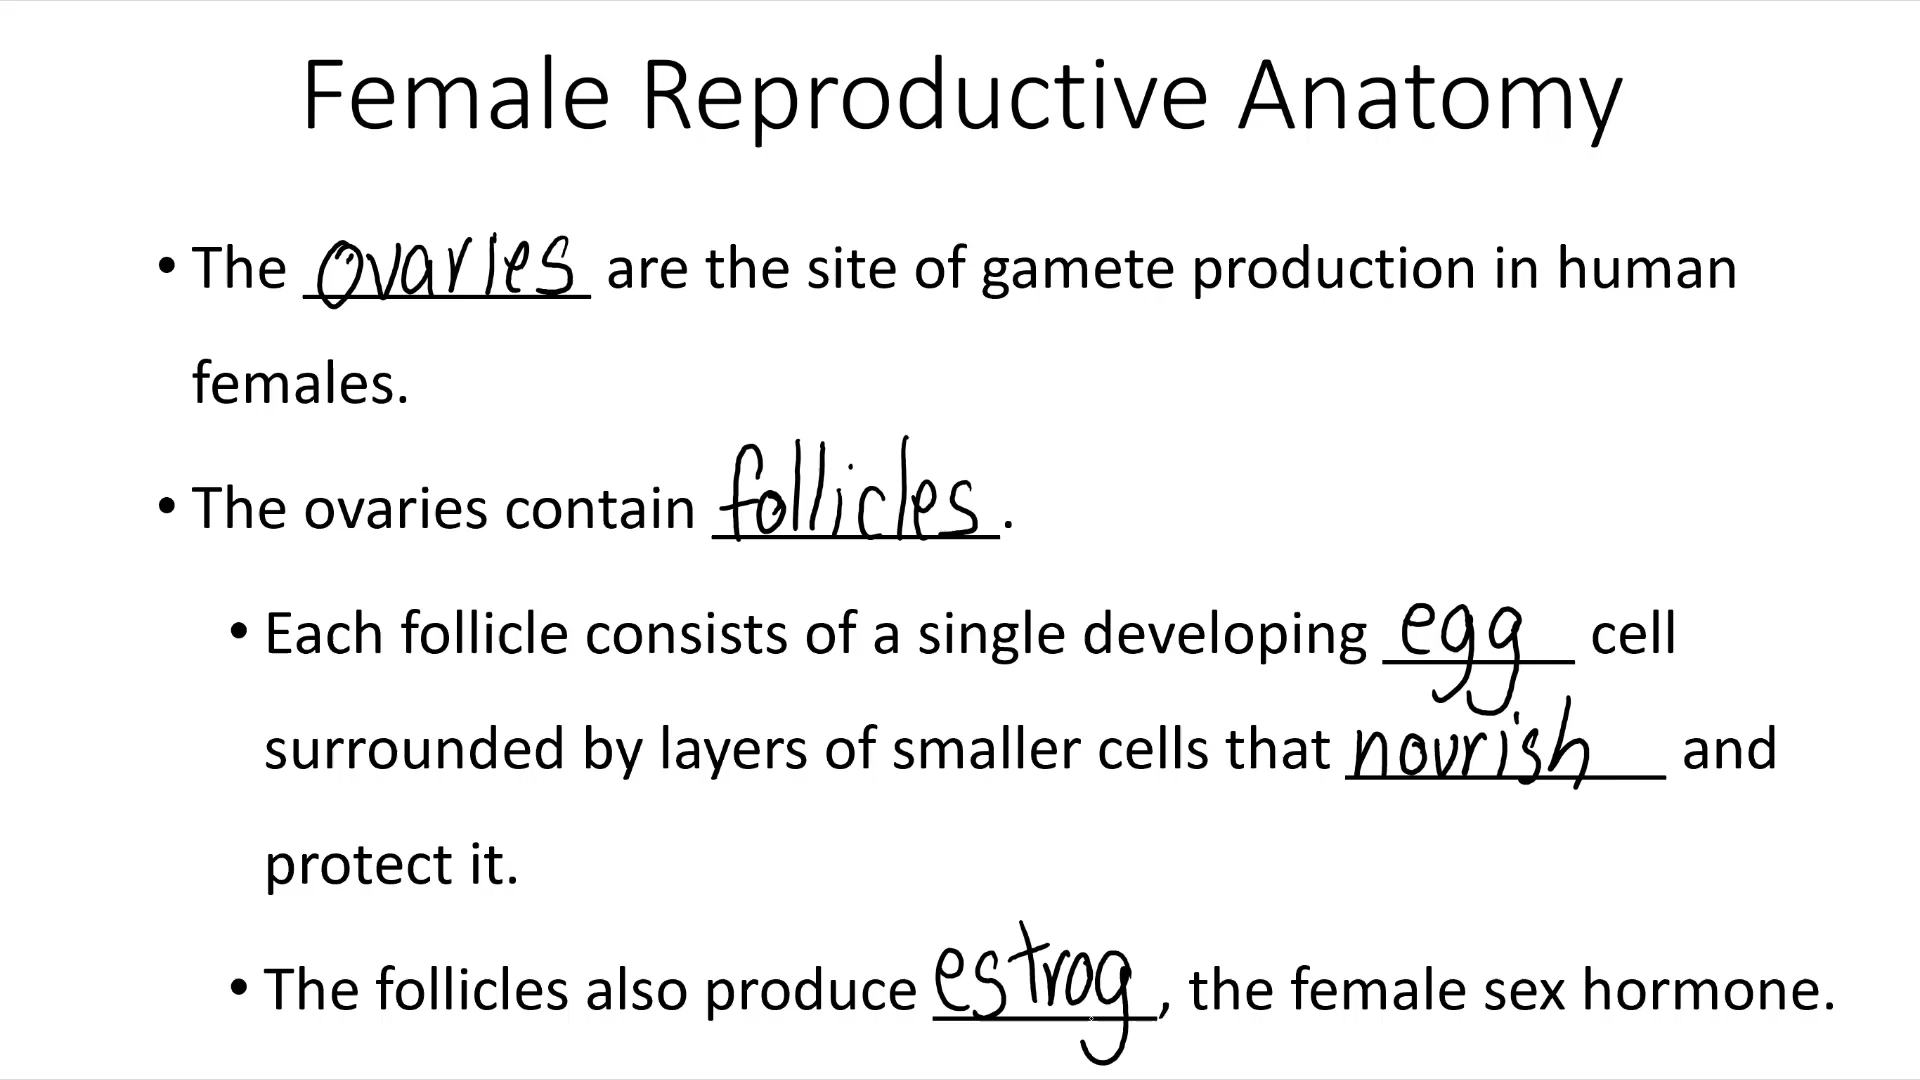 Female Reproductive Anatomy
• The ovaries are the site of gamete production in human
females.
• The ovaries contain follicles.
• Each follicle consists of a single developing egg cell
surrounded by layers of smaller cells that nourish and
protect it.
• The follicles also produce estrog, the female sex hormone.